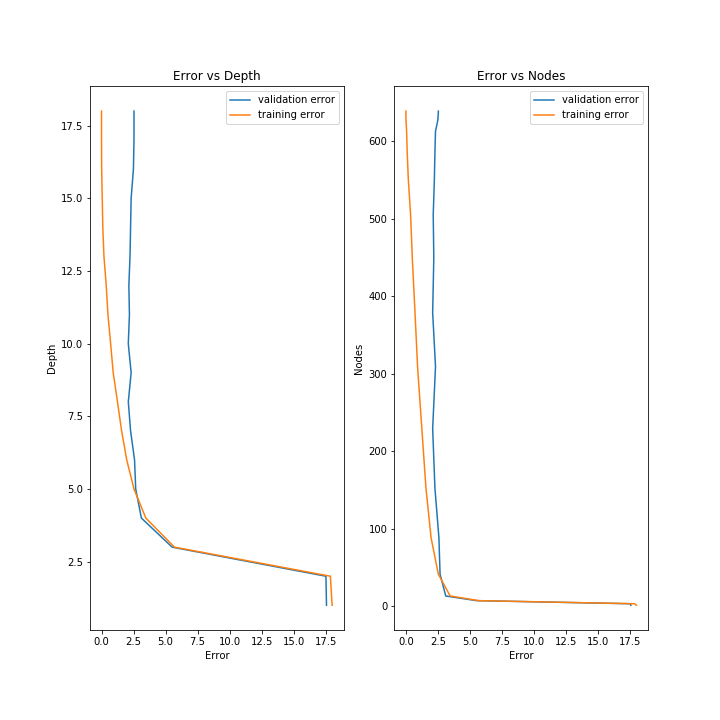 Error vs Depth
validation error
training error
17.5
15.0
12.5
10.0
7.5
5.0
2.5
Depth
0.0 2.5 5.0 7.5 10.0 12.5 15.0 17.5
Error
Error vs Nodes
validation error
training error
600
500
400
300
200
100
0
Nodes
0.0 2.5 5.0 7.5 10.0 12.5 15.0 17.5
Error